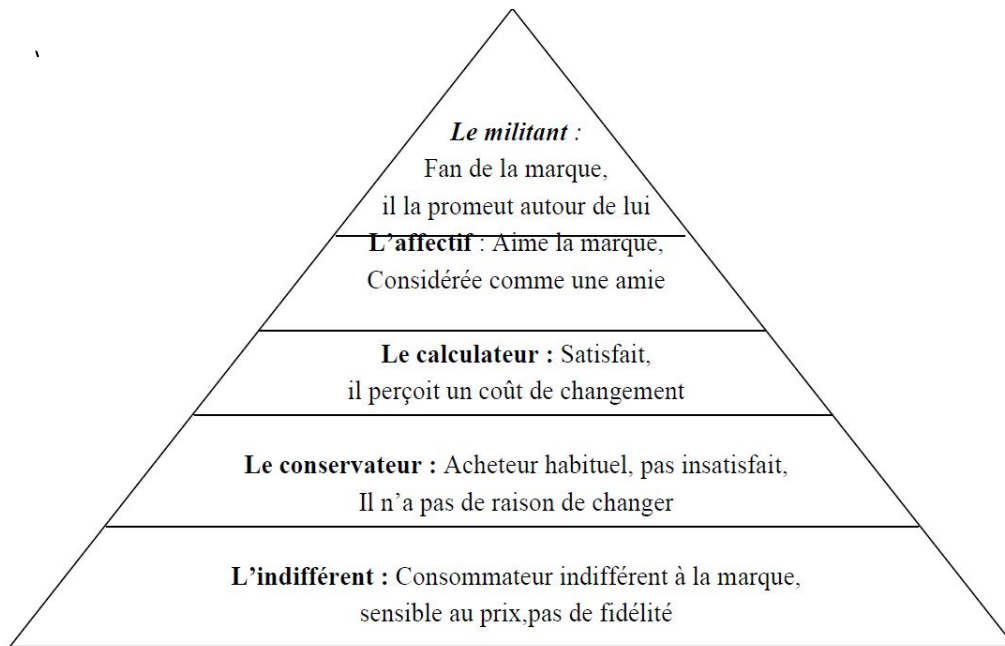 Le militant :
Fan de la marque,
il la promeut autour de lui
L’affectif : Aime la marque,
Considérée comme une amie
Le calculateur : Satisfait,
il perçoit un coût de changement
Le conservateur : Acheteur habituel, pas insatisfait,
Il n’a pas de raison de changer
L’indifférent : Consommateur indifférent à la marque,
sensible au prix,pas de fidélité